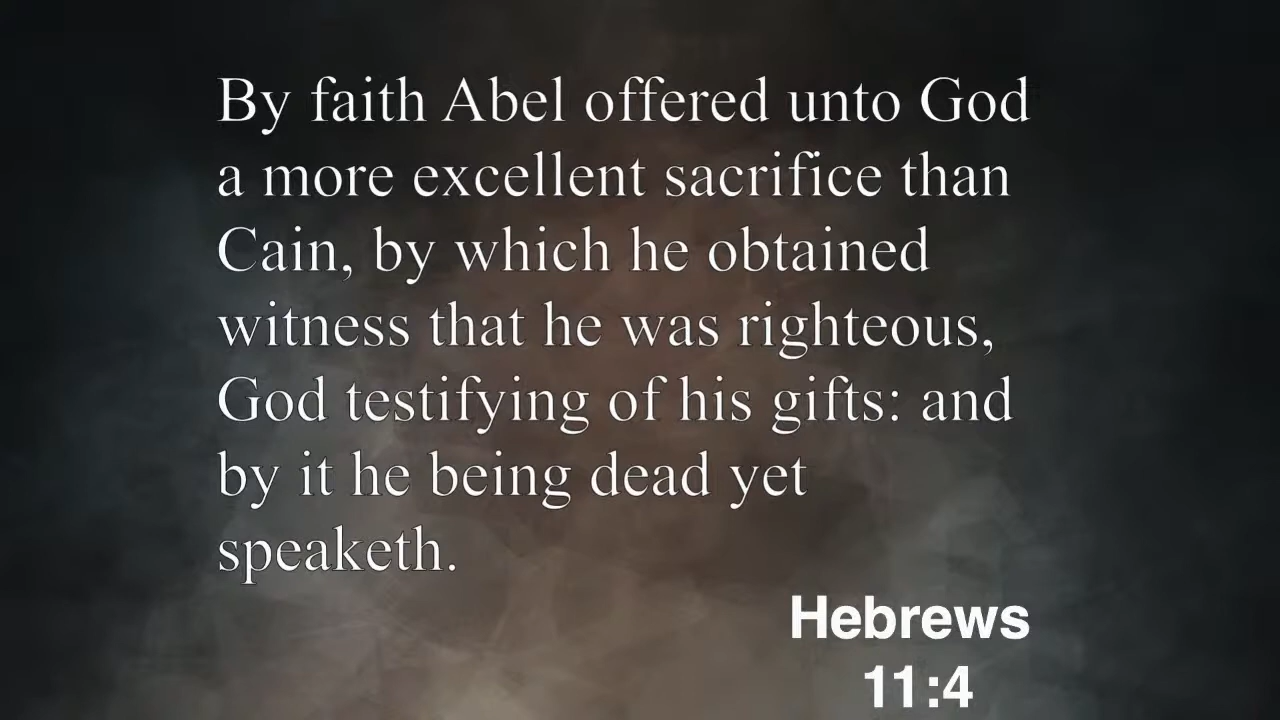 By faith Abel offered unto God
a more excellent sacrifice than
Cain, by which he obtained
witness that he was righteous,
God testifying of his gifts: and
by it he being dead yet
speaketh.
Hebrews
11:4